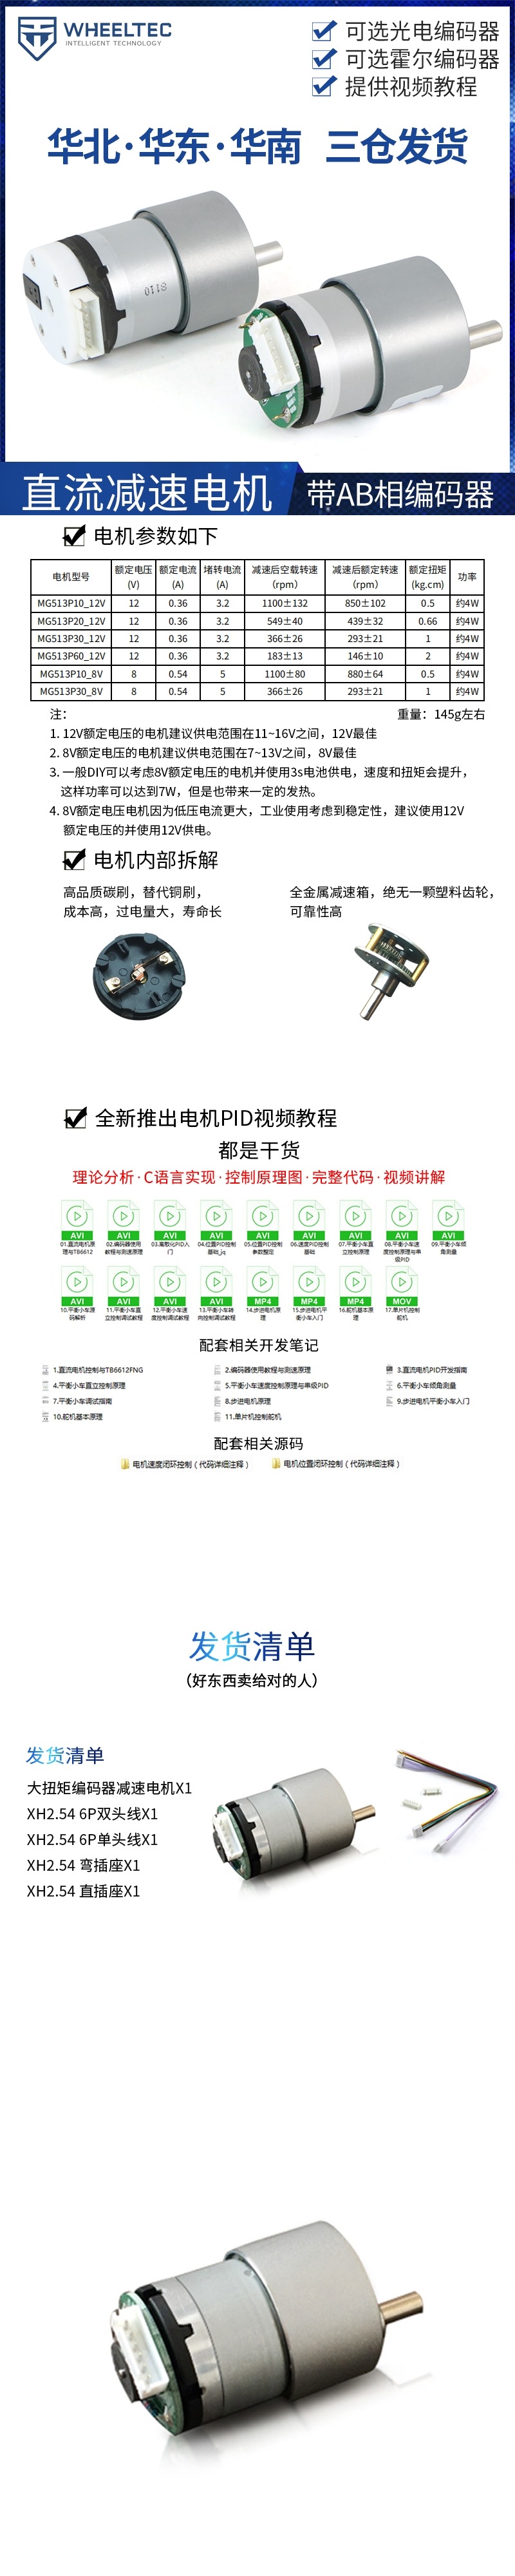 WHEELTEC
INTELLIGENT TECHNOLOGY
可选光电编码器
可选霍尔编码器
提供视频教程
华北·华东·华南 三仓发货
8110
直流减速电机 带AB相编码器
电机参数如下
电机型号 额定电压(V) 额定电流(A) 堵转电流(A) 减速后空载转速(rpm) 减速后额定转速(rpm) 额定扭矩(kg.cm) 功率
MG513P10_12V 12 0.36 3.2 1100±132 850±102 0.5 约4W
MG513P20_12V 12 0.36 3.2 549±40 439±32 0.66 约4W
MG513P30_12V 12 0.36 3.2 366±26 293±21 1 约4W
MG513P60_12V 12 0.36 3.2 183±13 146±10 2 约4W
MG513P10_8V 8 0.54 5 1100±80 880±64 0.5 约4W
MG513P30_8V 8 0.54 5 366±26 293±21 1 约4W
注： 重量：145g左右
1. 12V额定电压的电机建议供电范围在11~16V之间，12V最佳
2. 8V额定电压的电机建议供电范围在7~13V之间，8V最佳
3. 一般DIY可以考虑8V额定电压的电机并使用3s电池供电，速度和扭矩会提升，
这样功率可以达到7W，但是也带来一定的发热。
4. 8V额定电压电机因为低压电流更大，工业使用考虑到稳定性，建议使用12V
额定电压的并使用12V供电。
电机内部拆解
高品质碳刷，替代铜刷，
成本高，过电量大，寿命长
全金属减速箱，绝无一颗塑料齿轮，
可靠性高
全新推出电机PID视频教程
都是干货
理论分析·C语言实现·控制原理图·完整代码·视频讲解
AVI AVI AVI AVI AVI AVI AVI AVI AVI
01.直流电机原理与TB6612
02.编码器使用教程与测速原理
03.离散化PID入门
04.位置PID控制基础_jq
05.位置PID控制参数整定
06.速度PID控制基础
07.平衡小车直立控制原理
08.平衡小车速度控制原理与串级PID
09.平衡小车倾角测量
AVI AVI AVI AVI MP4 MP4 MP4 MOV
10.平衡小车源码解析
11.平衡小车直立控制调试教程
12.平衡小车速度控制调试教程
13.平衡小车转向控制调试教程
14.步进电机原理
15.步进电机平衡小车入门
16.舵机基本原理
17.单片机控制舵机
配套相关开发笔记
1.直流电机控制与TB6612FNG 2.编码器使用教程与测速原理 3.直流电机PID开发指南
4.平衡小车直立控制原理 5.平衡小车速度控制原理与串级PID 6.平衡小车倾角测量
7.平衡小车调试指南 8.步进电机原理 9.步进电机平衡小车入门
10.舵机基本原理 11.单片机控制舵机
配套相关源码
电机速度闭环控制（代码详细注释） 电机位置闭环控制（代码详细注释）
发货清单
（好东西卖给对的人）
发货清单
大扭矩编码器减速电机X1
XH2.54 6P双头线X1
XH2.54 6P单头线X1
XH2.54 弯插座X1
XH2.54 直插座X1